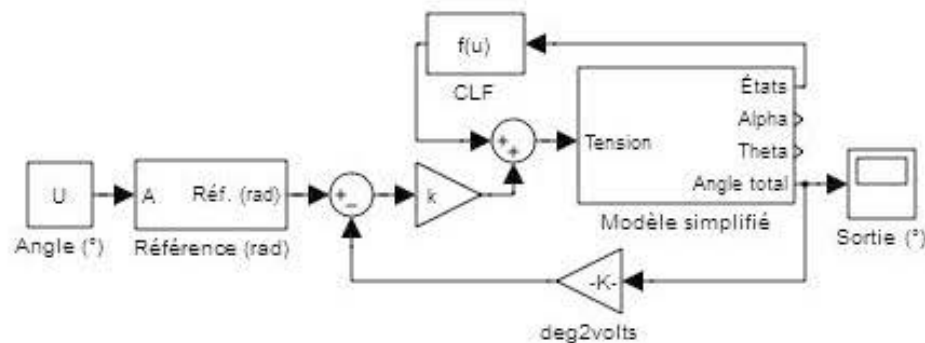 f(u)
CLF
États
Alpha
Theta
Angle total
Tension
Modèle simplifié
+
+
U
Angle (°)
A
Réf. (rad)
Référence (rad)
+
−
k
Sortie (°)
-K-
deg2volts